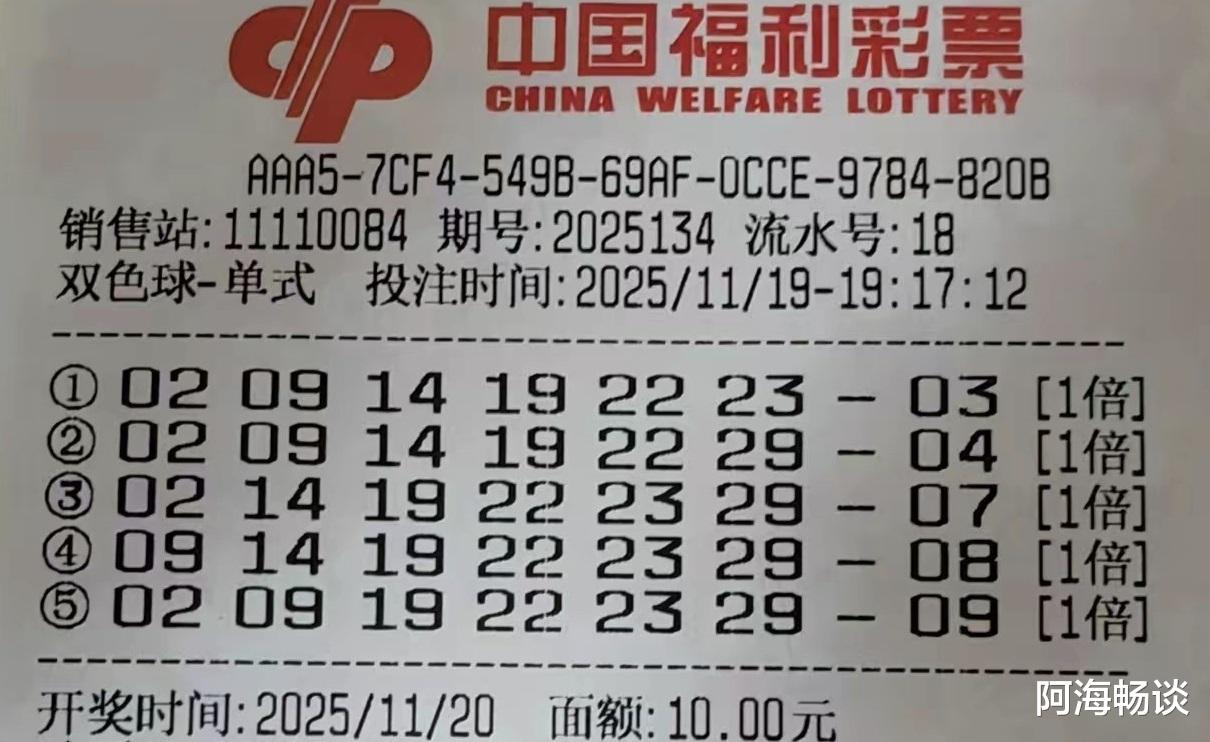 中国福利彩票
CHINA WELFARE LOTTERY
AAA5-7CF4-549B-69AF-0CCE-9784-820B
销售站:11110084 期号:2025134 流水号:18
双色球-单式 投注时间:2025/11/19-19:17:12
① 02 09 14 19 22 23 - 03 [1倍]
② 02 09 14 19 22 29 - 04 [1倍]
③ 02 14 19 22 23 29 - 07 [1倍]
④ 09 14 19 22 23 29 - 08 [1倍]
⑤ 02 09 19 22 23 29 - 09 [1倍]
开奖时间:2025/11/20 面额:10.00元
阿海畅谈